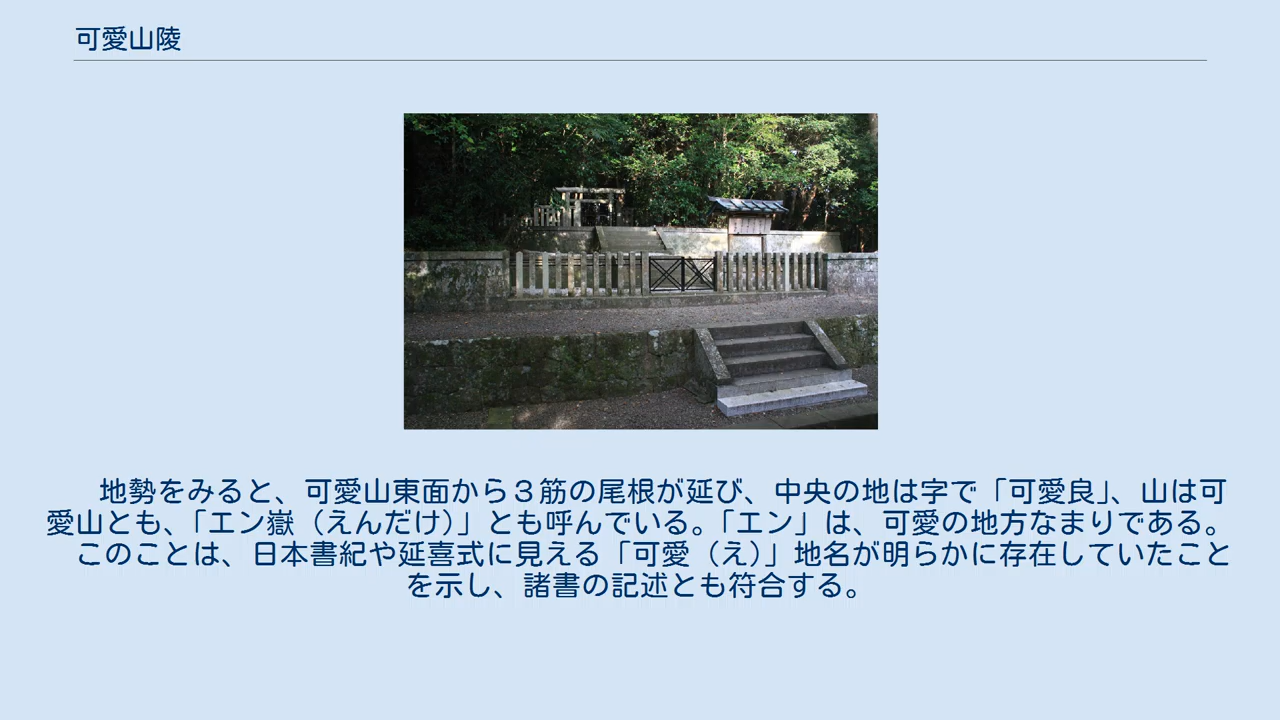 可愛山陵
地勢をみると、可愛山東面から３筋の尾根が延び、中央の地は字で「可愛良」、山は可
愛山とも、「エン嶽（えんだけ）」とも呼んでいる。「エン」は、可愛の地方なまりである。
このことは、日本書紀や延喜式に見える「可愛（え）」地名が明らかに存在していたこと
を示し、諸書の記述とも符合する。